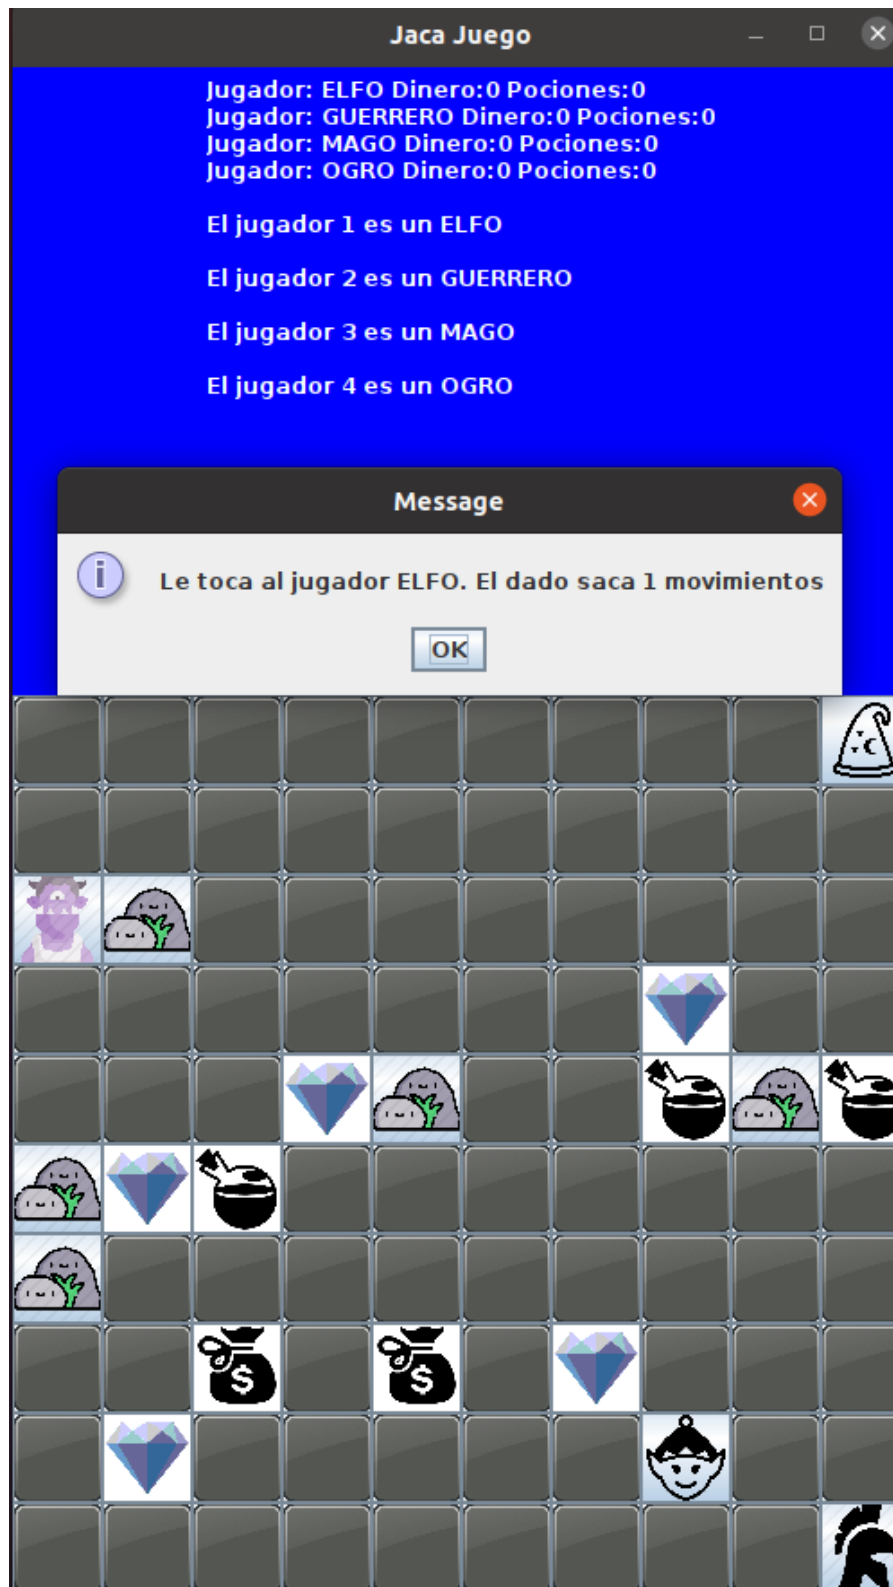 Jaca Juego
Jugador: ELFO Dinero:0 Pociones:0
Jugador: GUERRERO Dinero:0 Pociones:0
Jugador: MAGO Dinero:0 Pociones:0
Jugador: OGRO Dinero:0 Pociones:0
El jugador 1 es un ELFO
El jugador 2 es un GUERRERO
El jugador 3 es un MAGO
El jugador 4 es un OGRO
Message
Le toca al jugador ELFO. El dado saca 1 movimientos
OK
$ $